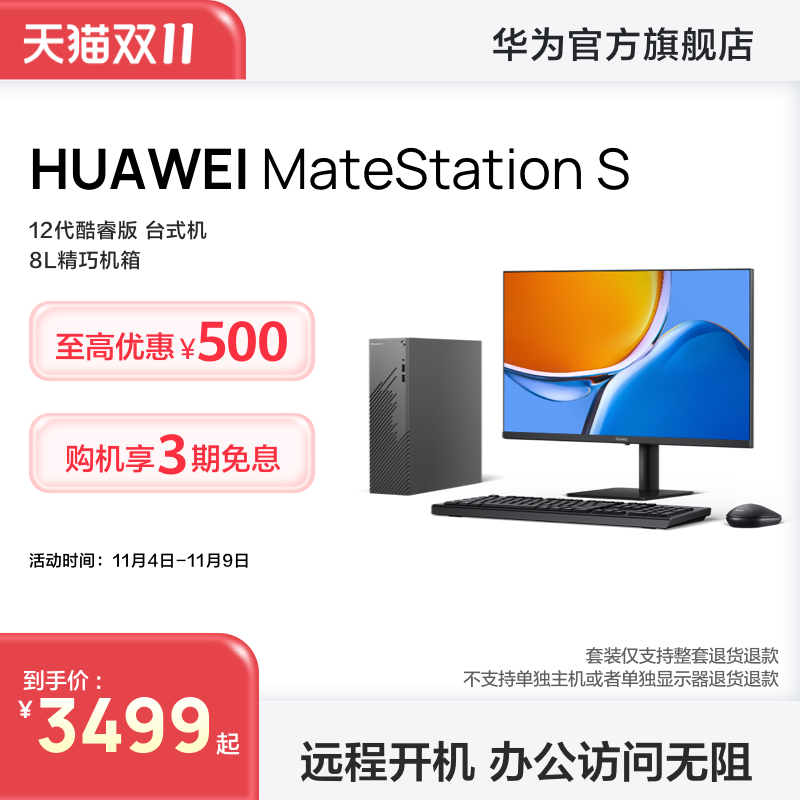 天猫双11
华为官方旗舰店
HUAWEI MateStation S
12代酷睿版 台式机
8L精巧机箱
至高优惠¥500
购机享3期免息
HUAWEI
活动时间：11月4日-11月9日
套装仅支持整套退货退款
不支持单独主机或者单独显示器退货退款
到手价：
¥3499起
远程开机 办公访问无阻